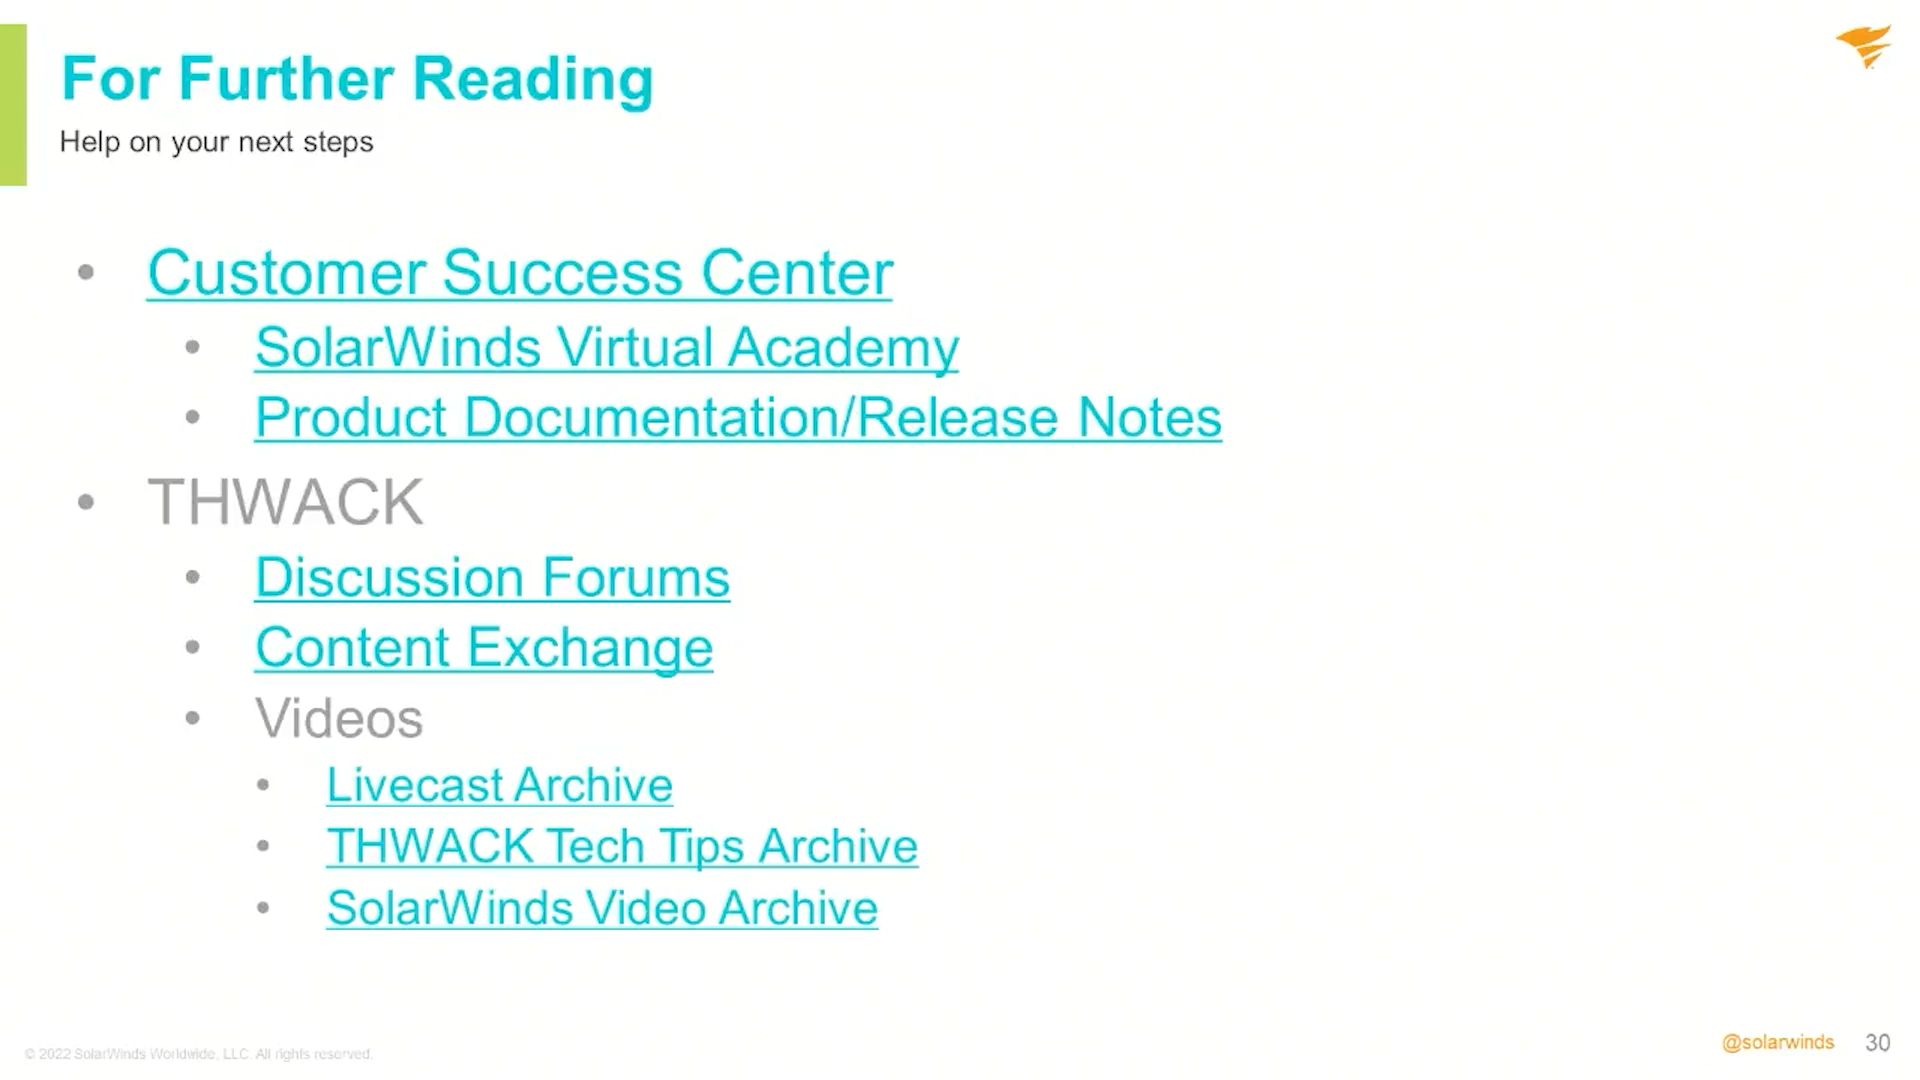 For Further Reading
Help on your next steps
• Customer Success Center
• SolarWinds Virtual Academy
• Product Documentation/Release Notes
• THWACK
• Discussion Forums
• Content Exchange
• Videos
• Livecast Archive
• THWACK Tech Tips Archive
• SolarWinds Video Archive
© 2022 SolarWinds Worldwide, LLC. All rights reserved.
@solarwinds 30